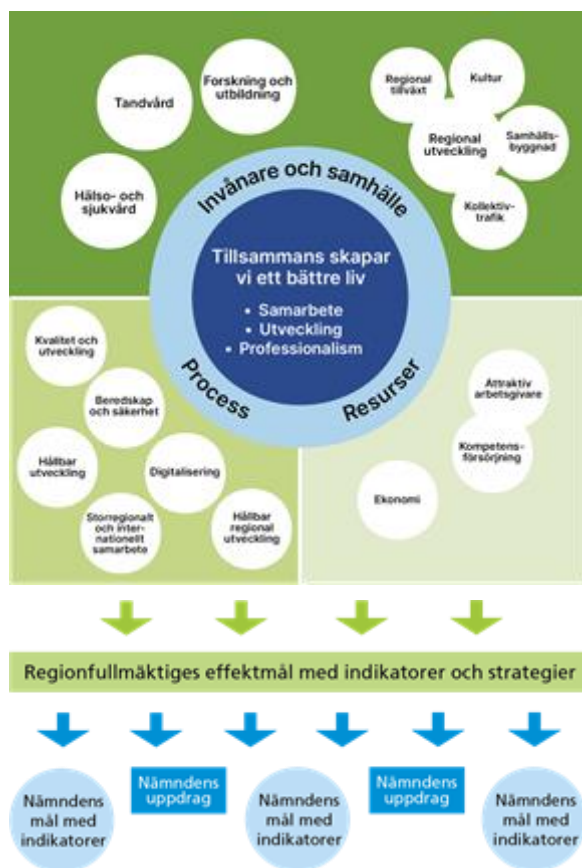 Forskning och
utbildning
Tandvård
Hälso- och
sjukvård
Regional
tillväxt
Kultur
Regional
utveckling
Samhälls-
byggnad
Kollektiv-
trafik
Invånare och samhälle
Tillsammans skapar
vi ett bättre liv
• Samarbete
• Utveckling
• Professionalism
Process
Resurser
Kvalitet och
utveckling
Beredskap
och säkerhet
Hållbar
utveckling
Digitalisering
Storregionalt
och inter-
nationellt
samarbete
Hållbar
regional
utveckling
Attraktiv
arbetsgivare
Kompetens-
försörjning
Ekonomi
Regionfullmäktiges effektmål med indikatorer och strategier
Nämndens
mål med
indikatorer
Nämndens
uppdrag
Nämndens
mål med
indikatorer
Nämndens
uppdrag
Nämndens
mål med
indikatorer